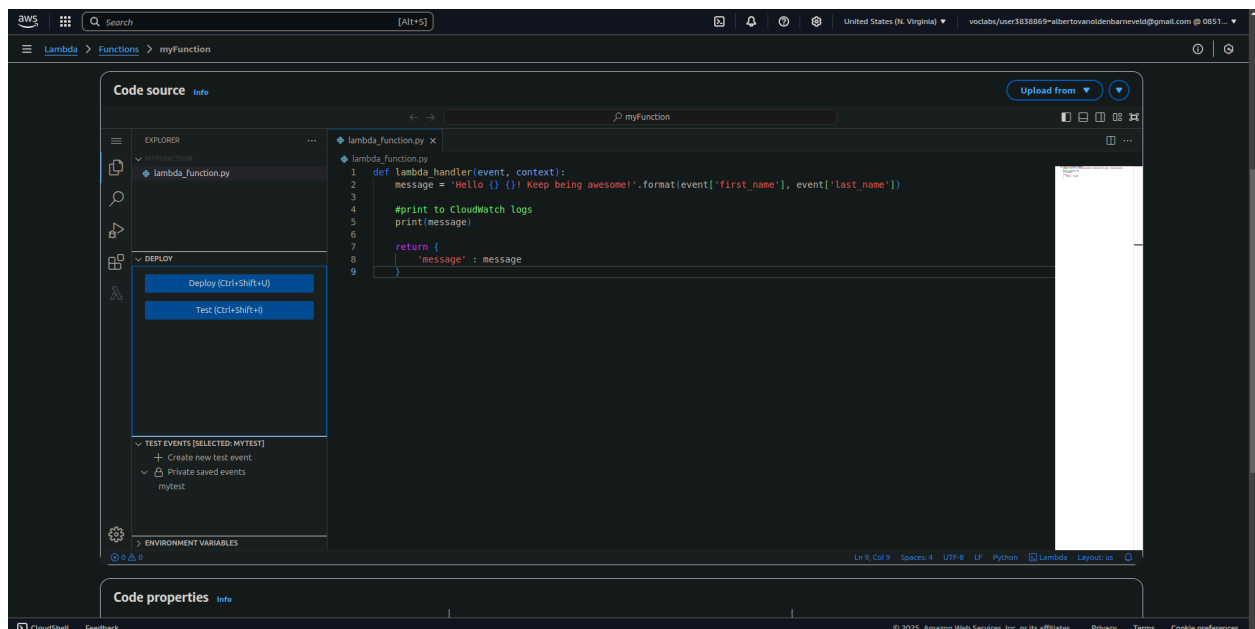 aws
Search
[Alt+S]
United States (N. Virginia)
voclabs/user3838869=albertovanoldenbarneveld@gmail.com @ 0851...
Lambda > Functions > myFunction
Code source Info
Upload from
myFunction
EXPLORER
MYFUNCTION
lambda_function.py
DEPLOY
Deploy (Ctrl+Shift+U)
Test (Ctrl+Shift+I)
TEST EVENTS [SELECTED: MYTEST]
Create new test event
Private saved events
mytest
ENVIRONMENT VARIABLES
lambda_function.py
lambda_function.py
1 def lambda_handler(event, context):
2 message = 'Hello {} {}! Keep being awesome!'.format(event['first_name'], event['last_name'])
3
4 #print to CloudWatch logs
5 print(message)
6
7 return {
8 'message' : message
9 }
0 0
Ln 9, Col 9 Spaces: 4 UTF-8 LF Python Lambda Layout: us
Code properties Info
CloudShell Feedback
© 2025, Amazon Web Services, Inc. or its affiliates. Privacy Terms Cookie preferences